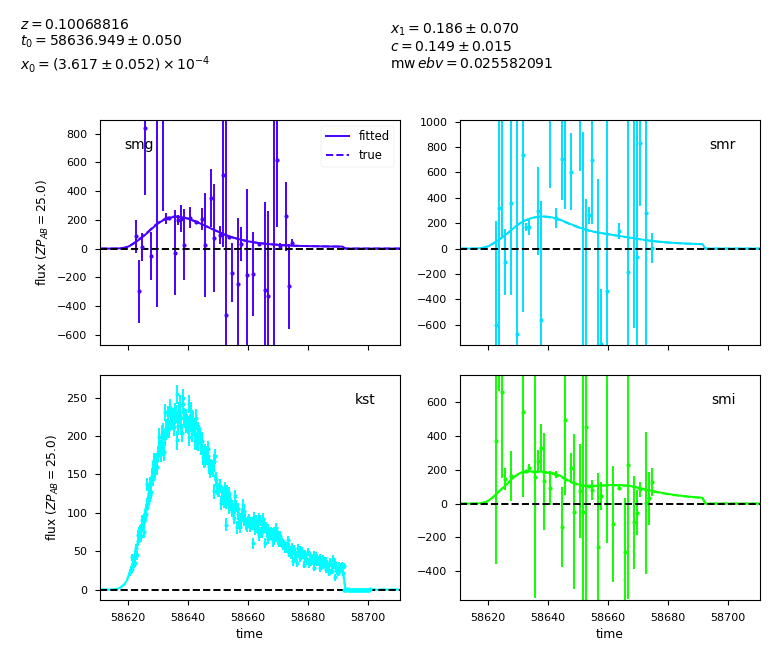 z = 0.10068816
t₀ = 58636.949 ± 0.050
x₀ = (3.617 ± 0.052) × 10⁻⁴
x₁ = 0.186 ± 0.070
c = 0.149 ± 0.015
mwebv = 0.025582091
smg
fitted
true
800
600
400
200
0
−200
−400
−600
flux (ZP_AB = 25.0)
smr
1000
800
600
400
200
0
−200
−400
−600
kst
250
200
150
100
50
0
flux (ZP_AB = 25.0)
58620 58640 58660 58680 58700
time
smi
600
400
200
0
−200
−400
58620 58640 58660 58680 58700
time